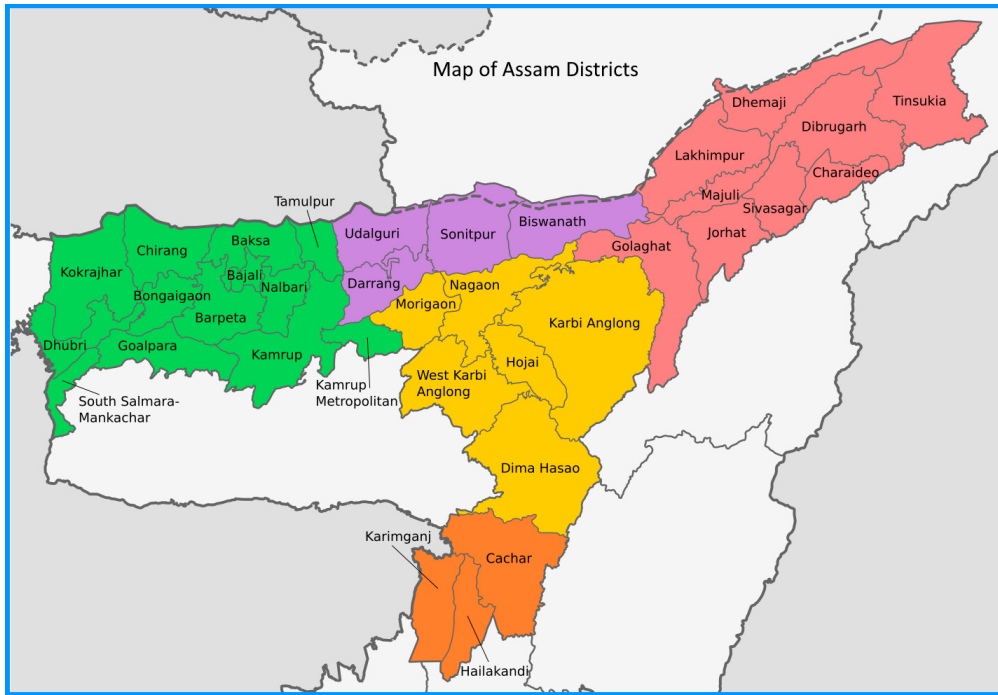 Map of Assam Districts
Dhemaji
Tinsukia
Dibrugarh
Lakhimpur
Charaideo
Majuli
Sivasagar
Jorhat
Golaghat
Tamulpur
Udalguri
Sonitpur
Biswanath
Darrang
Kokrajhar
Chirang
Baksa
Bajali
Nalbari
Bongaigaon
Barpeta
Dhubri
Goalpara
Kamrup
Kamrup
Metropolitan
South Salmara-
Mankachar
Morigaon
Nagaon
Karbi Anglong
Hojai
West Karbi
Anglong
Dima Hasao
Karimganj
Cachar
Hailakandi